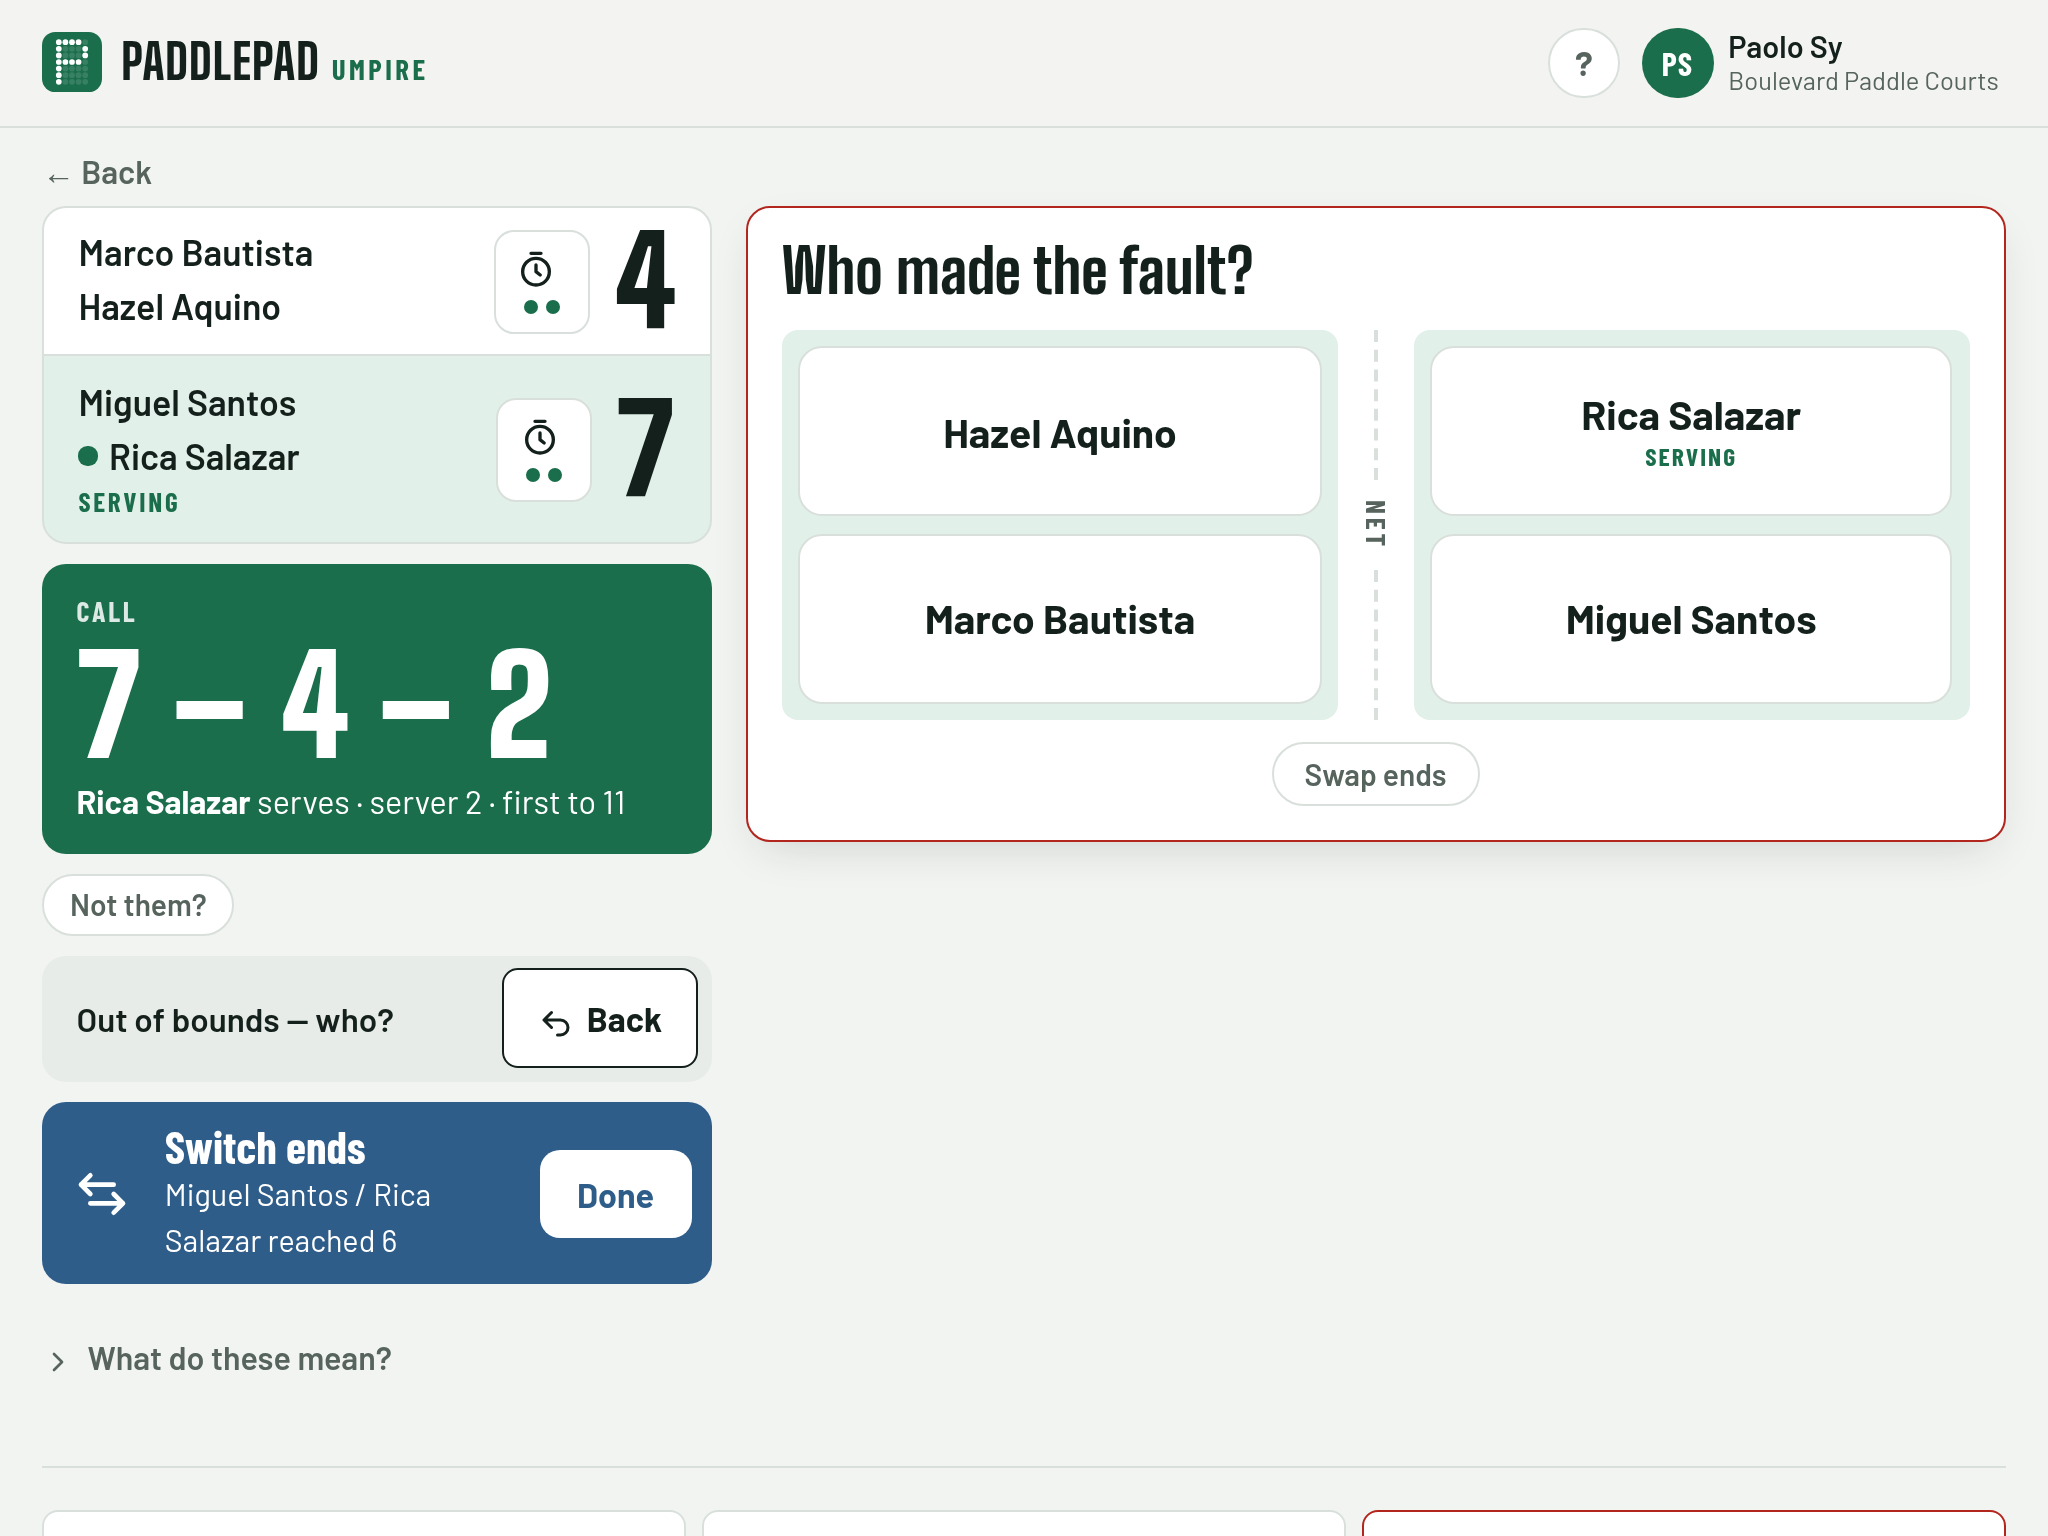 PADDLEPAD UMPIRE
?
PS
Paolo Sy
Boulevard Paddle Courts
← Back
Marco Bautista
Hazel Aquino
4
Miguel Santos
Rica Salazar
SERVING
7
CALL
7 – 4 – 2
Rica Salazar serves · server 2 · first to 11
Not them?
Out of bounds — who?
Back
Switch ends
Miguel Santos / Rica
Salazar reached 6
Done
What do these mean?
Who made the fault?
Hazel Aquino
Marco Bautista
NET
Rica Salazar
SERVING
Miguel Santos
Swap ends